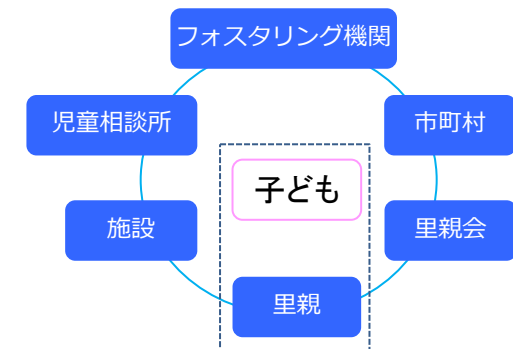 フォスタリング機関
児童相談所
市町村
子ども
施設
里親会
里親